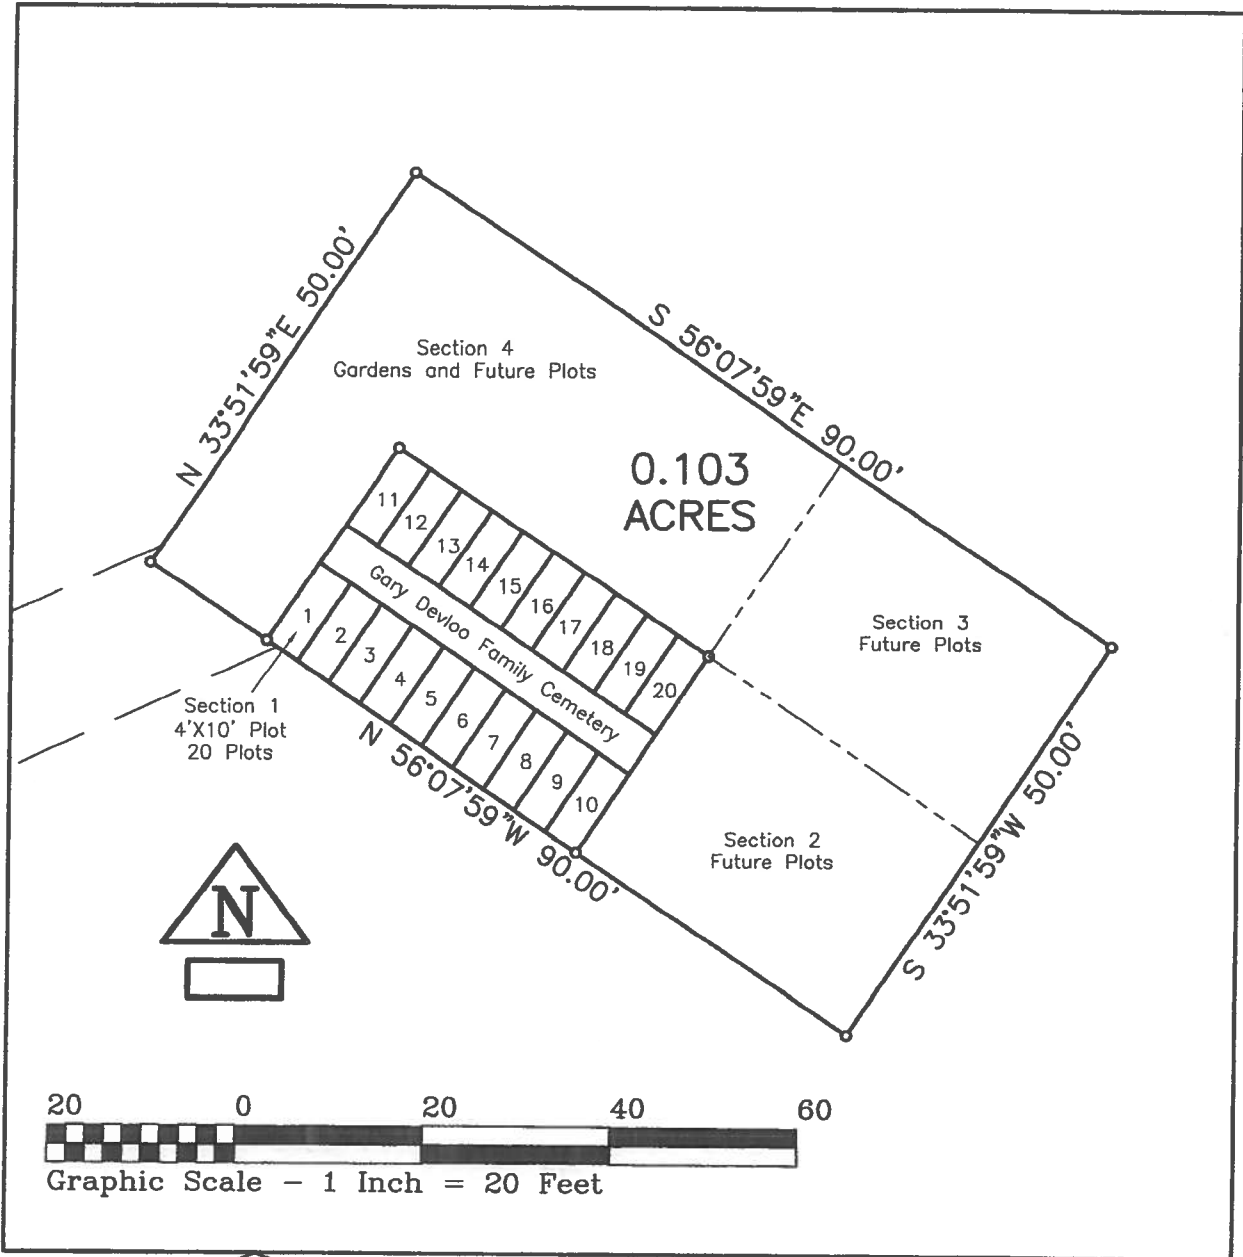 N 33°51'59"E 50.00'
S 56°07'59"E 90.00'
Section 4
Gardens and Future Plots
0.103
ACRES
11
12
13
14
15
16
17
18
19
20
Gary Devloo Family Cemetery
1
2
3
4
5
6
7
8
9
10
Section 1
4'X10' Plot
20 Plots
N 56°07'59"W 90.00'
Section 3
Future Plots
Section 2
Future Plots
S 33°51'59"W 50.00'
N
20 0 20 40 60
Graphic Scale - 1 Inch = 20 Feet